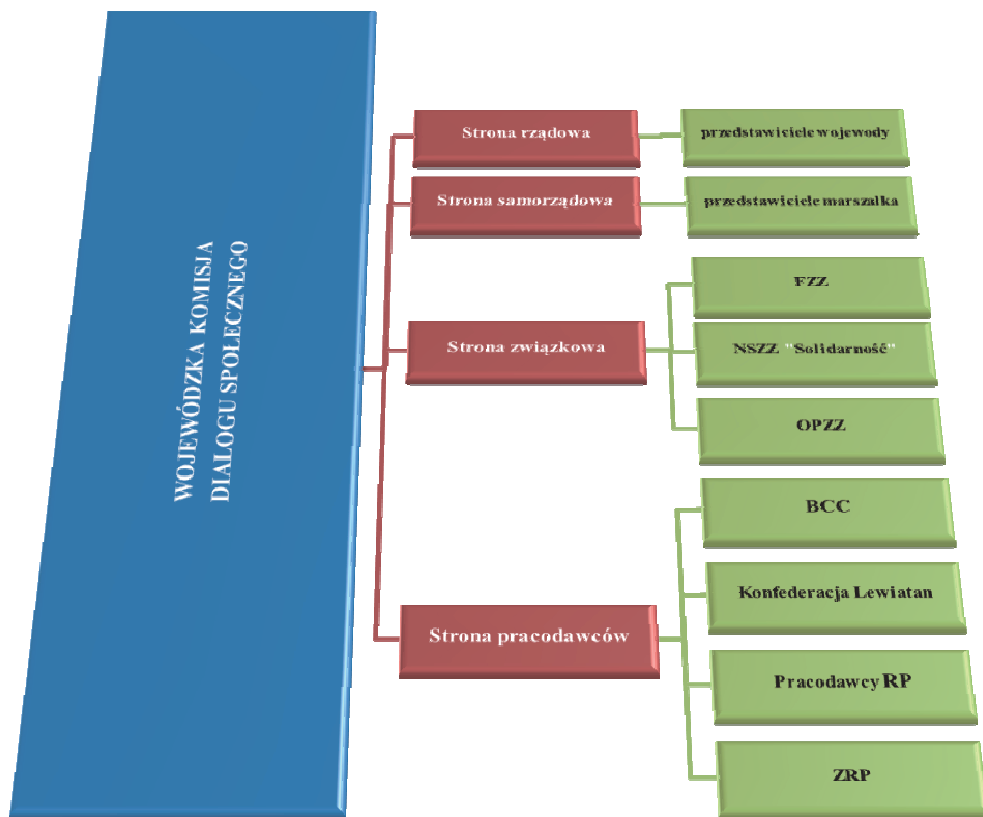 WOJEWÓDZKA KOMISJA
DIALOGU SPOŁECZNEGO
Strona rządowa
przedstawiciele wojewody
Strona samorządowa
przedstawiciele marszałka
Strona związkowa
FZZ
NSZZ "Solidarność"
OPZZ
Strona pracodawców
BCC
Konfederacja Lewiatan
Pracodawcy RP
ZRP